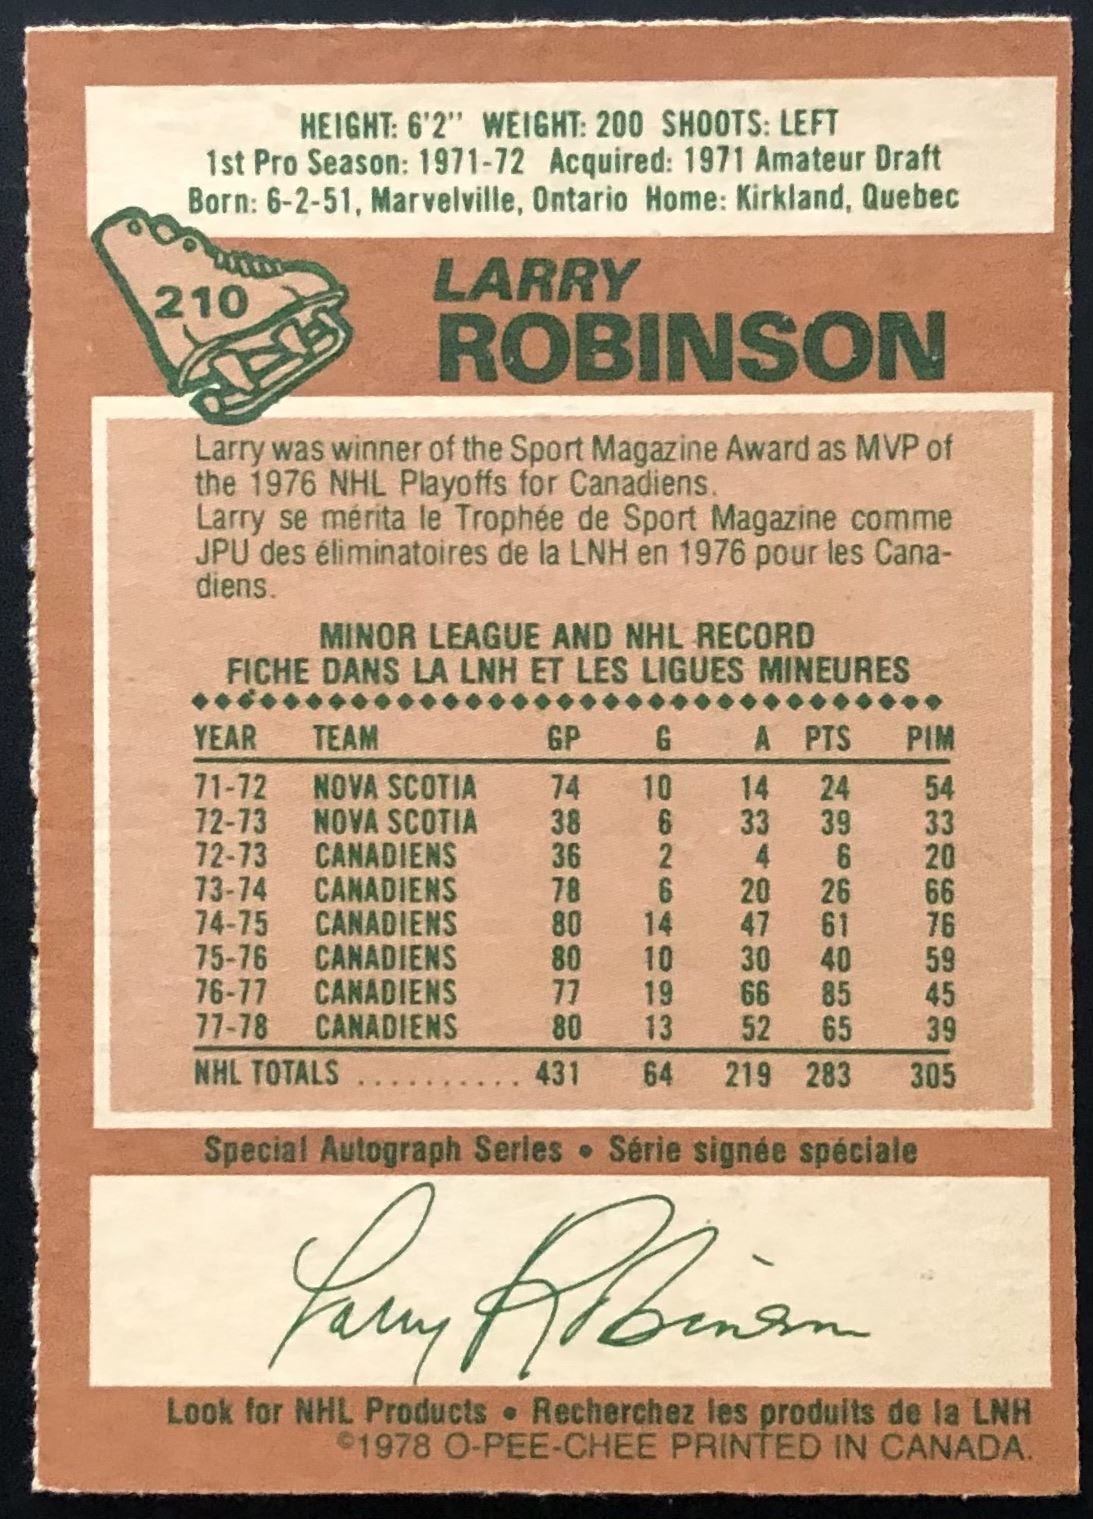 HEIGHT: 6'2" WEIGHT: 200 SHOOTS: LEFT
1st Pro Season: 1971-72 Acquired: 1971 Amateur Draft
Born: 6-2-51, Marvelville, Ontario Home: Kirkland, Quebec
210
LARRY
ROBINSON
Larry was winner of the Sport Magazine Award as MVP of
the 1976 NHL Playoffs for Canadiens.
Larry se mérita le Trophée de Sport Magazine comme
JPU des éliminatoires de la LNH en 1976 pour les Cana-
diens.
MINOR LEAGUE AND NHL RECORD
FICHE DANS LA LNH ET LES LIGUES MINEURES
YEAR TEAM GP G A PTS PIM
71-72 NOVA SCOTIA 74 10 14 24 54
72-73 NOVA SCOTIA 38 6 33 39 33
72-73 CANADIENS 36 2 4 6 20
73-74 CANADIENS 78 6 20 26 66
74-75 CANADIENS 80 14 47 61 76
75-76 CANADIENS 80 10 30 40 59
76-77 CANADIENS 77 19 66 85 45
77-78 CANADIENS 80 13 52 65 39
NHL TOTALS .......... 431 64 219 283 305
Special Autograph Series • Série signée spéciale
Larry Robinson
Look for NHL Products • Recherchez les produits de la LNH
©1978 O-PEE-CHEE PRINTED IN CANADA.